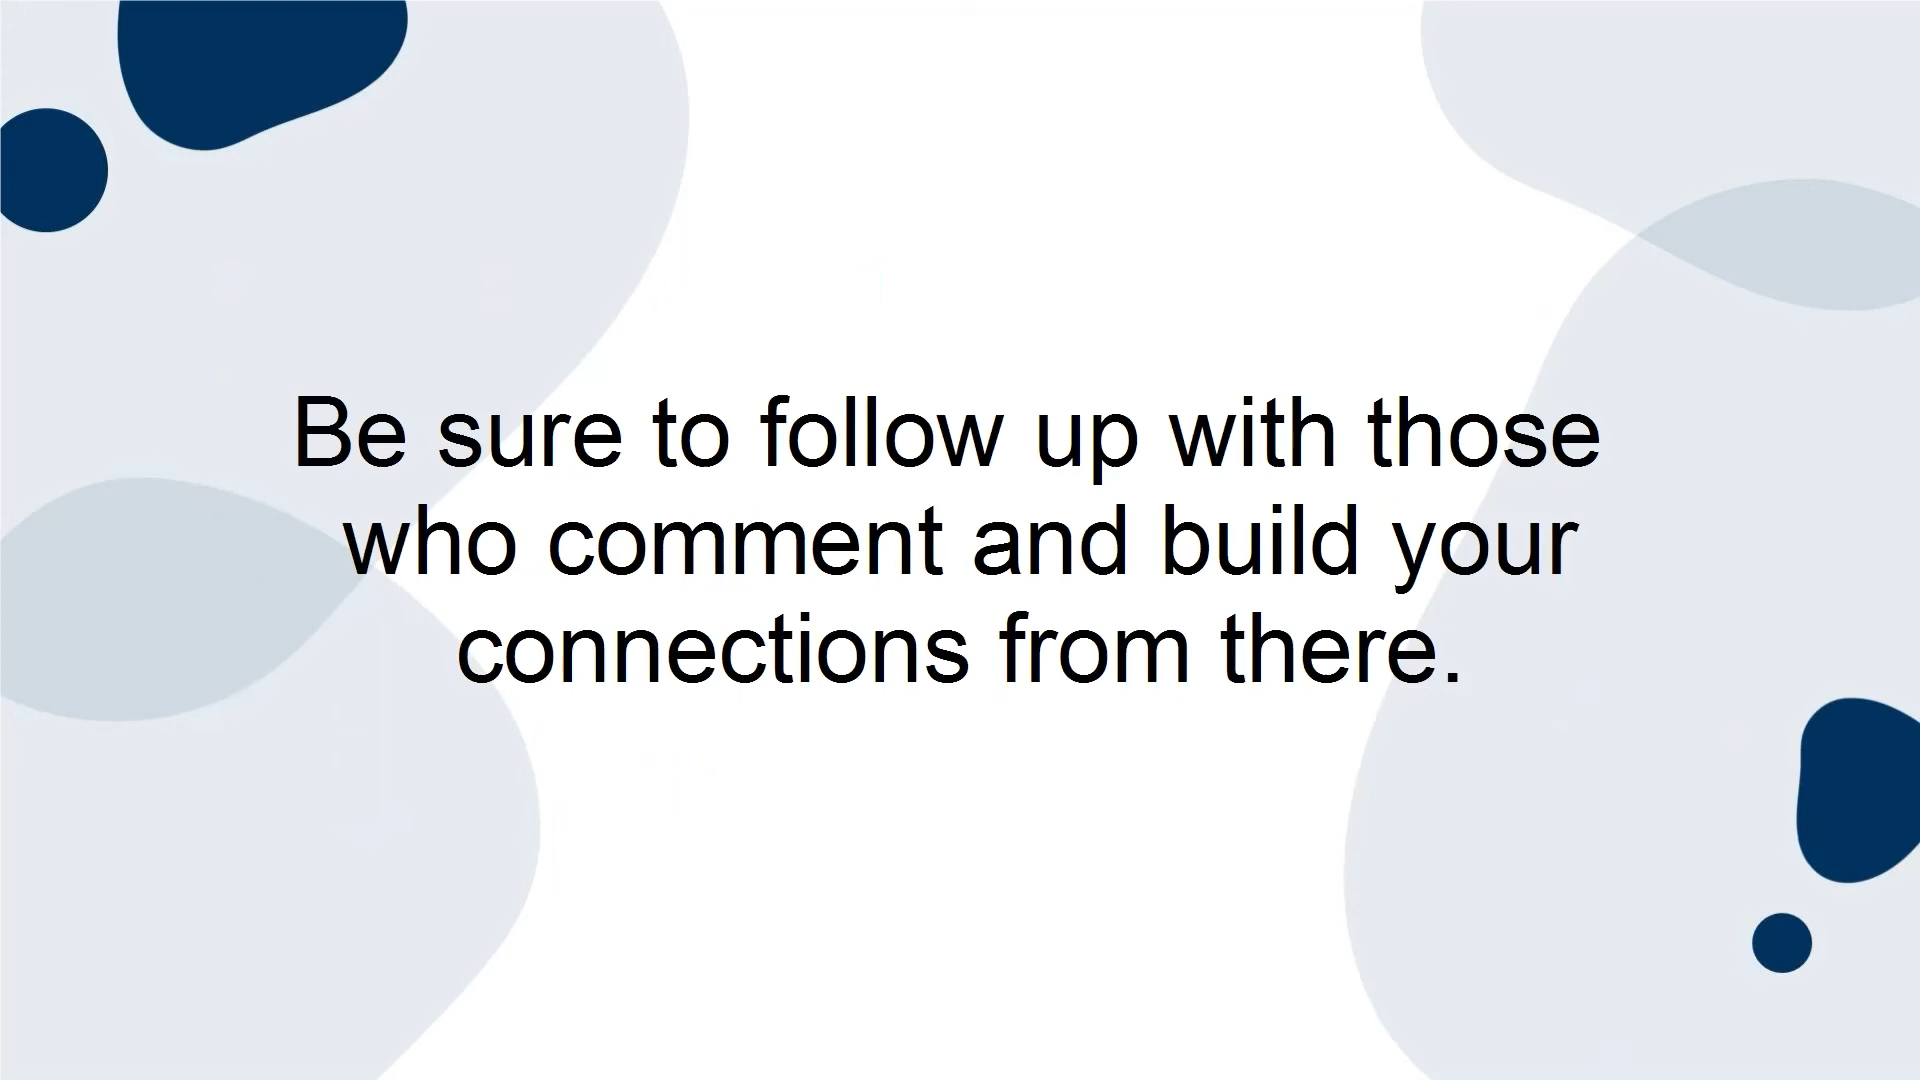 Be sure to follow up with those
who comment and build your
connections from there.